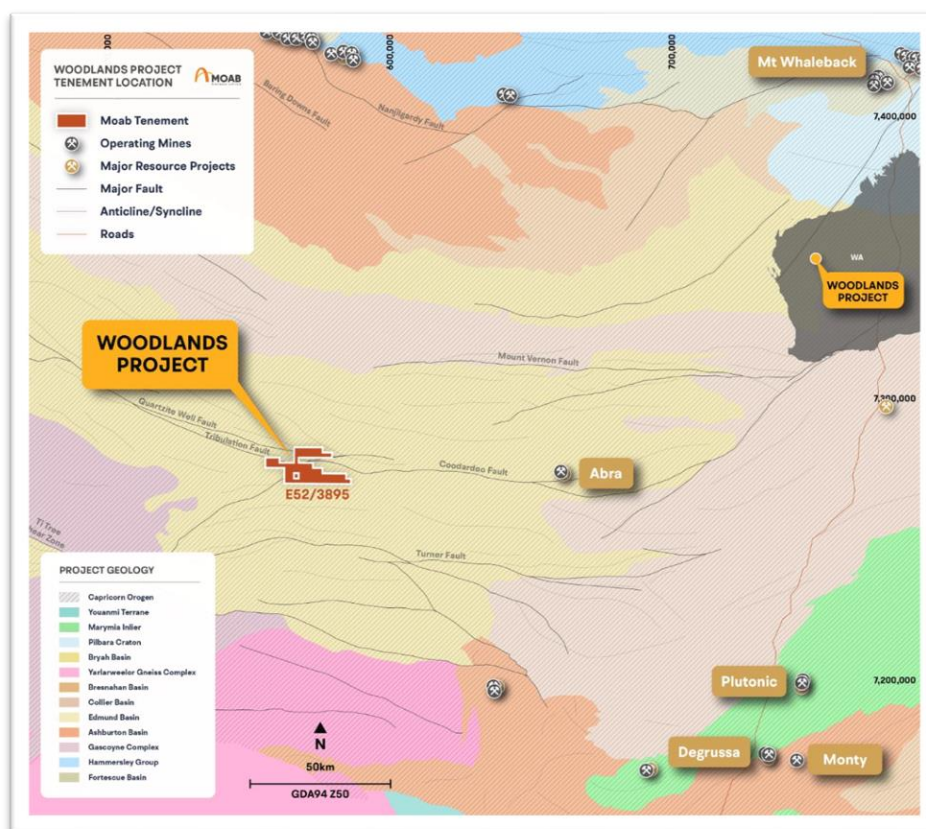 WOODLANDS PROJECT
TENEMENT LOCATION
MOAB
Moab Tenement
Operating Mines
Major Resource Projects
Major Fault
Anticline/Syncline
Roads
600,000
700,000
Mt Whaleback
7,400,000
Baring Downs Fault
Nanjilgardy Fault
WA
WOODLANDS
PROJECT
WOODLANDS
PROJECT
Mount Vernon Fault
Quartzite Well Fault
Tribulation Fault
Coodardoo Fault
E52/3895
Abra
Turner Fault
PROJECT GEOLOGY
Capricorn Orogen
Youanmi Terrane
Marymia Inlier
Pilbara Craton
Bryah Basin
Yarlarweelor Gneiss Complex
Bresnahan Basin
Collier Basin
Edmund Basin
Ashburton Basin
Gascoyne Complex
Hammersley Group
Fortescue Basin
N
50km
GDA94 Z50
Plutonic
7,200,000
Degrussa
Monty